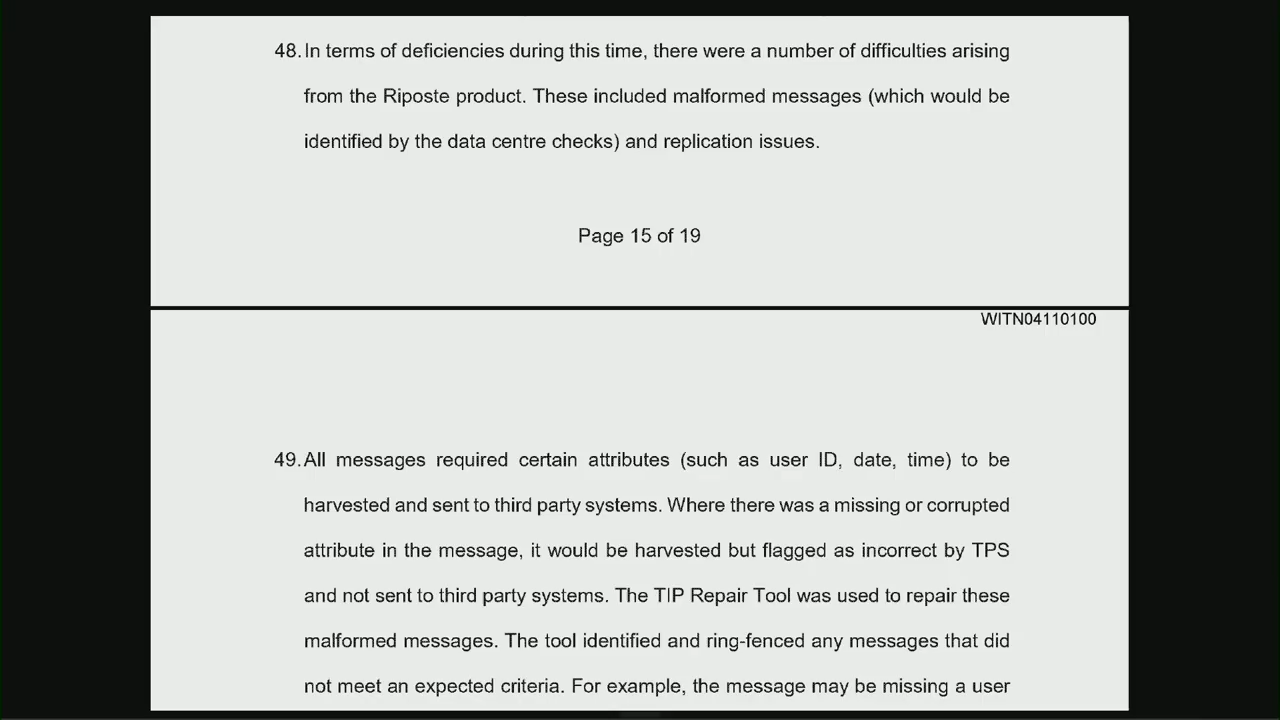 48. In terms of deficiencies during this time, there were a number of difficulties arising
from the Riposte product. These included malformed messages (which would be
identified by the data centre checks) and replication issues.
Page 15 of 19
WITN04110100
49. All messages required certain attributes (such as user ID, date, time) to be
harvested and sent to third party systems. Where there was a missing or corrupted
attribute in the message, it would be harvested but flagged as incorrect by TPS
and not sent to third party systems. The TIP Repair Tool was used to repair these
malformed messages. The tool identified and ring-fenced any messages that did
not meet an expected criteria. For example, the message may be missing a user